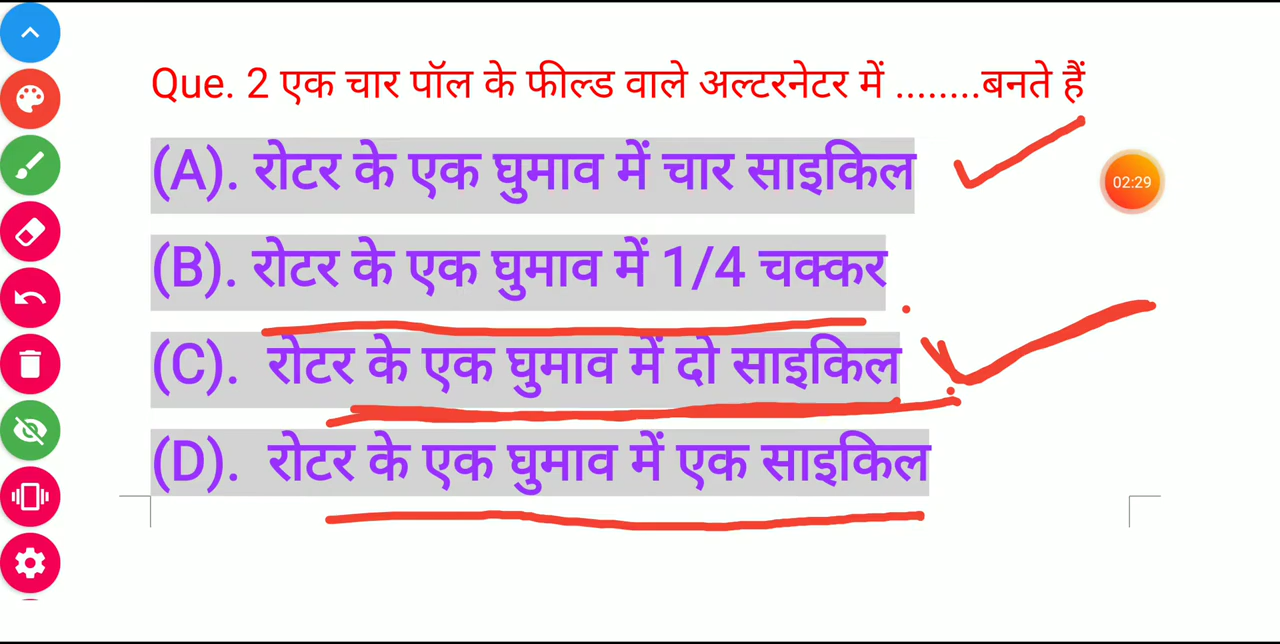 Que. 2 एक चार पॉल के फील्ड वाले अल्टरनेटर में ........बनते हैं
(A). रोटर के एक घुमाव में चार साइकिल
02:29
(B). रोटर के एक घुमाव में 1/4 चक्कर
(C). रोटर के एक घुमाव में दो साइकिल
(D). रोटर के एक घुमाव में एक साइकिल